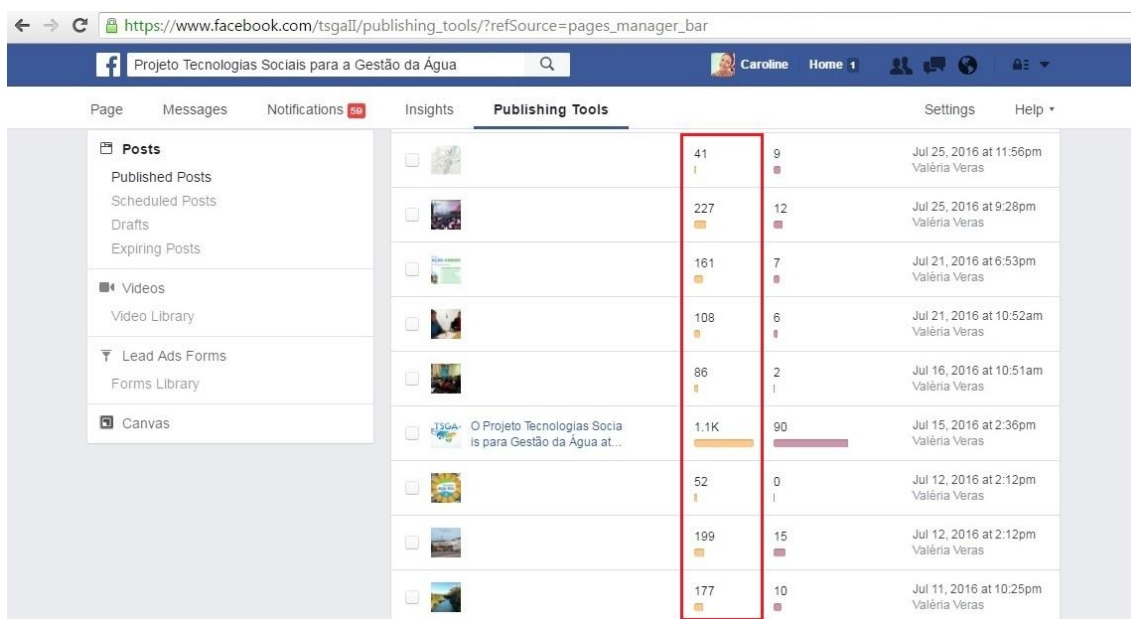 https://www.facebook.com/tsgaII/publishing_tools/?refSource=pages_manager_bar
Projeto Tecnologias Sociais para a Gestão da Água
Caroline Home 1
Page Messages Notifications 59 Insights Publishing Tools Settings Help
Posts
Published Posts
Scheduled Posts
Drafts
Expiring Posts
Videos
Video Library
Lead Ads Forms
Forms Library
Canvas
41 9 Jul 25, 2016 at 11:56pm
Valéria Veras
227 12 Jul 25, 2016 at 9:28pm
Valéria Veras
161 7 Jul 21, 2016 at 6:53pm
Valéria Veras
108 6 Jul 21, 2016 at 10:52am
Valéria Veras
86 2 Jul 16, 2016 at 10:51am
Valéria Veras
TSGA O Projeto Tecnologias Socia 1.1K 90 Jul 15, 2016 at 2:36pm
is para Gestão da Água at... Valéria Veras
52 0 Jul 12, 2016 at 2:12pm
Valéria Veras
199 15 Jul 12, 2016 at 2:12pm
Valéria Veras
177 10 Jul 11, 2016 at 10:25pm
Valéria Veras